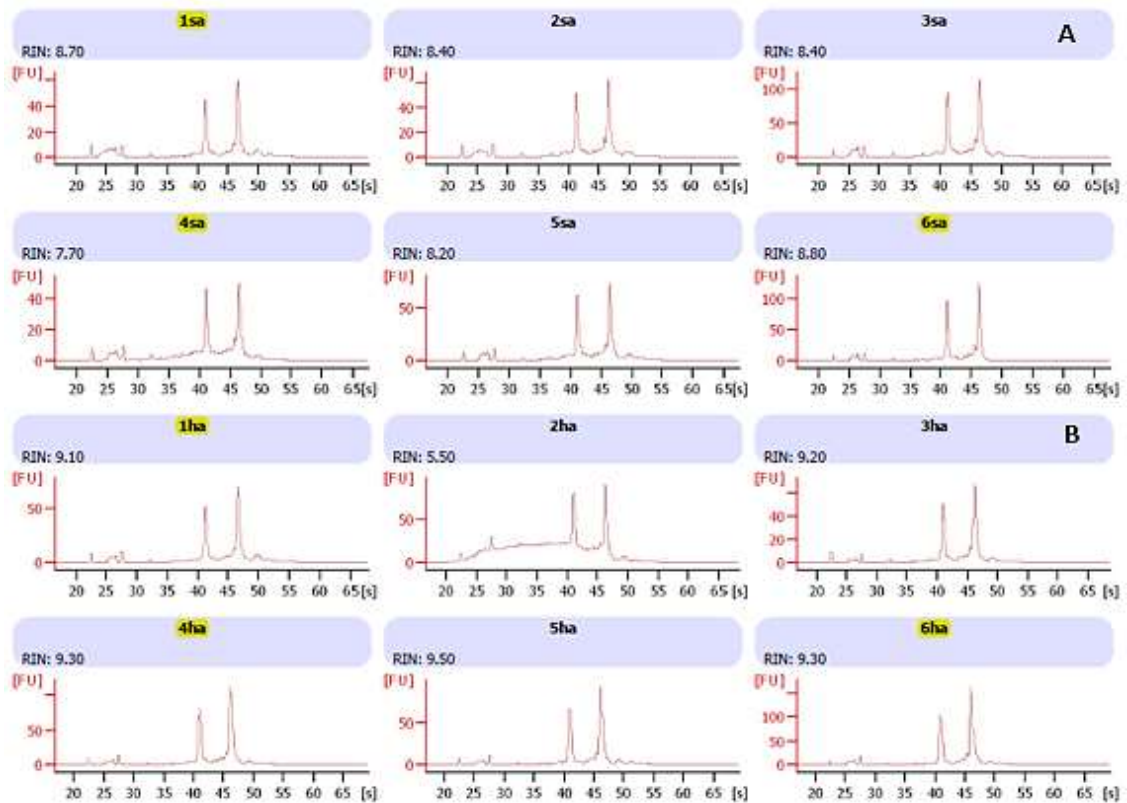 1sa 2sa 3sa A
RIN: 8.70 RIN: 8.40 RIN: 8.40
[FU] [FU] [FU]
40 40 100
20 20 50
0 0 0
20 25 30 35 40 45 50 55 60 65[s] 20 25 30 35 40 45 50 55 60 65[s] 20 25 30 35 40 45 50 55 60 65[s]
4sa 5sa 6sa
RIN: 7.70 RIN: 8.20 RIN: 8.80
[FU] [FU] [FU]
40 50 100
20 0 50
0 0
20 25 30 35 40 45 50 55 60 65[s] 20 25 30 35 40 45 50 55 60 65[s] 20 25 30 35 40 45 50 55 60 65[s]
1ha 2ha 3ha B
RIN: 9.10 RIN: 5.50 RIN: 9.20
[FU] [FU] [FU]
50 50 40
0 0 20
0
20 25 30 35 40 45 50 55 60 65[s] 20 25 30 35 40 45 50 55 60 65[s] 20 25 30 35 40 45 50 55 60 65[s]
4ha 5ha 6ha
RIN: 9.30 RIN: 9.50 RIN: 9.30
[FU] [FU] [FU]
50 50 100
0 0 50
0
20 25 30 35 40 45 50 55 60 65[s] 20 25 30 35 40 45 50 55 60 65[s] 20 25 30 35 40 45 50 55 60 65[s]